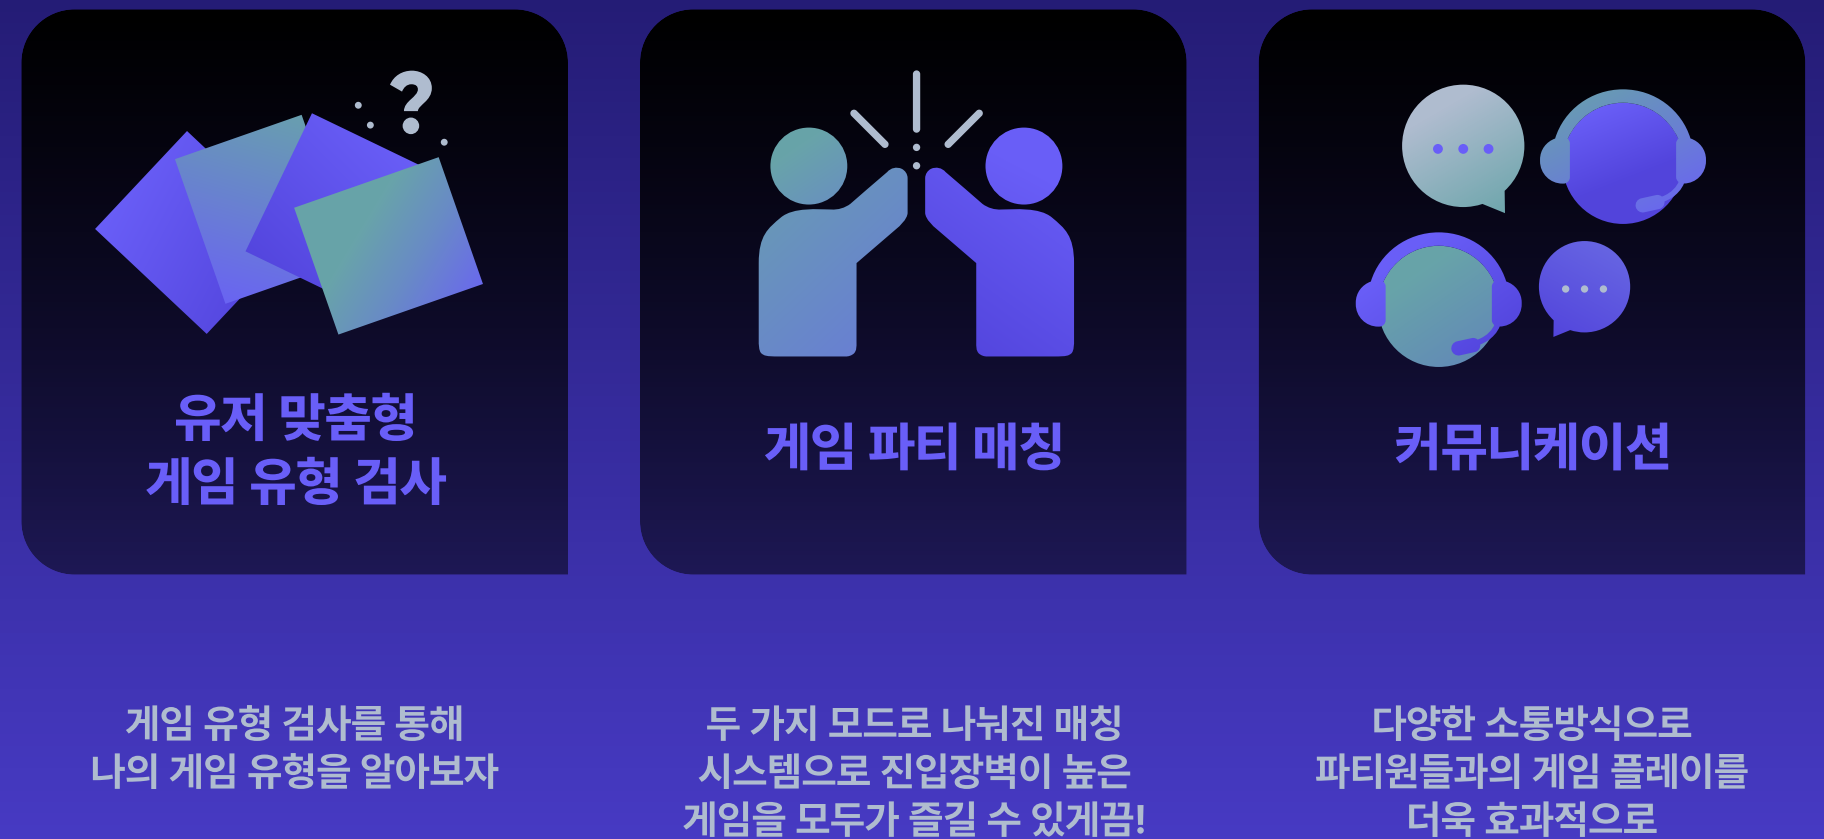 ?
유저 맞춤형
게임 유형 검사
게임 파티 매칭
커뮤니케이션
게임 유형 검사를 통해
나의 게임 유형을 알아보자
두 가지 모드로 나눠진 매칭
시스템으로 진입장벽이 높은
게임을 모두가 즐길 수 있게끔!
다양한 소통방식으로
파티원들과의 게임 플레이를
더욱 효과적으로